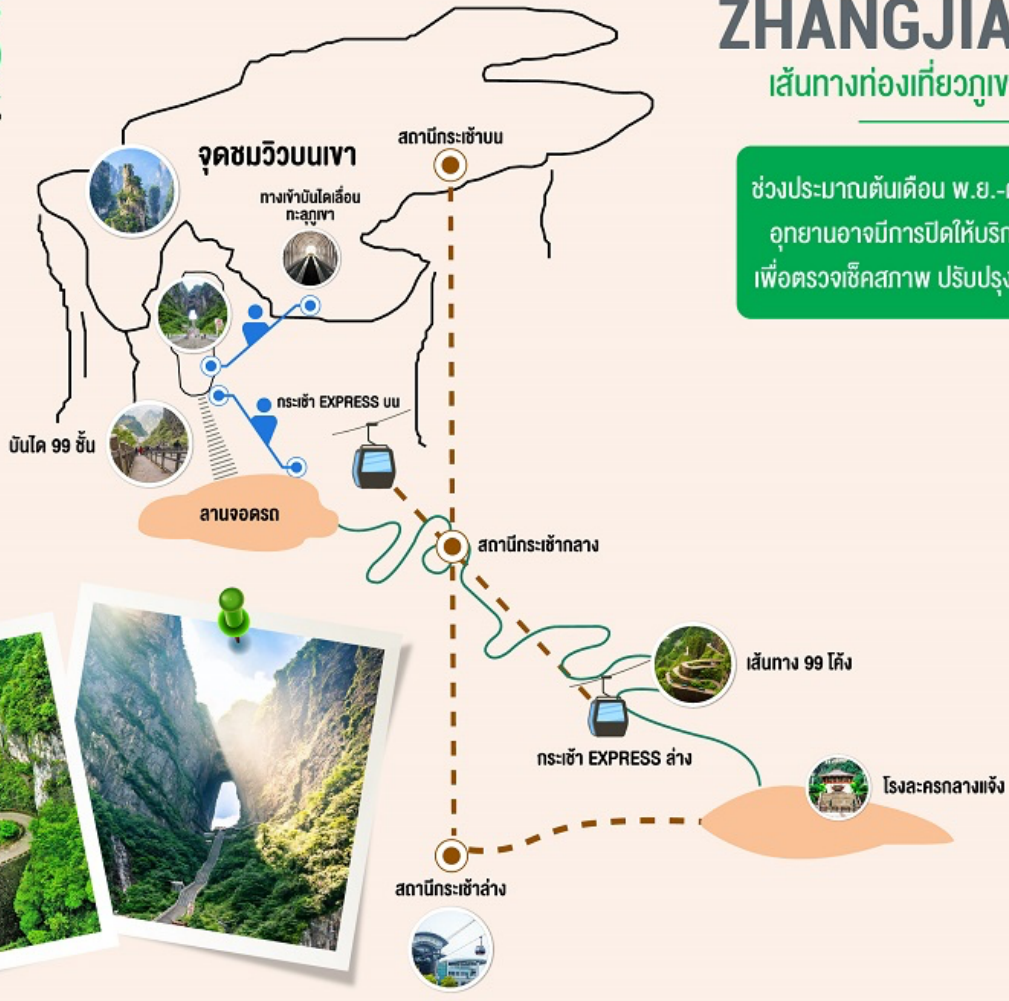 ZHANGJIA
เส้นทางท่องเที่ยวภูเข
ช่วงประมาณต้นเดือน พ.ย.-
อุทยานอาจมีการปิดให้บริก
เพื่อตรวจเช็คสภาพ ปรับปรุง
จุดชมวิวบนเขา
สถานีกระเช้าบน
ทางเข้าบันไดเลื่อน
ทะลุภูเขา
กระเช้า EXPRESS บน
บันได 99 ชั้น
ลานจอดรถ
สถานีกระเช้ากลาง
เส้นทาง 99 โค้ง
กระเช้า EXPRESS ล่าง
โรงละครกลางแจ้ง
สถานีกระเช้าล่าง